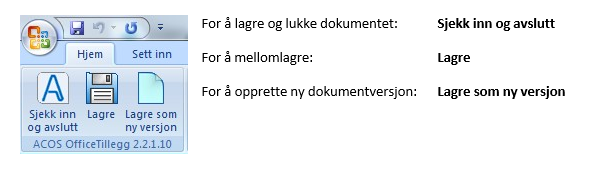 Hjem Sett inn
Sjekk inn og avslutt
Lagre
Lagre som ny versjon
ACOS OfficeTillegg 2.2.1.10
For å lagre og lukke dokumentet: Sjekk inn og avslutt
For å mellomlagre: Lagre
For å opprette ny dokumentversjon: Lagre som ny versjon